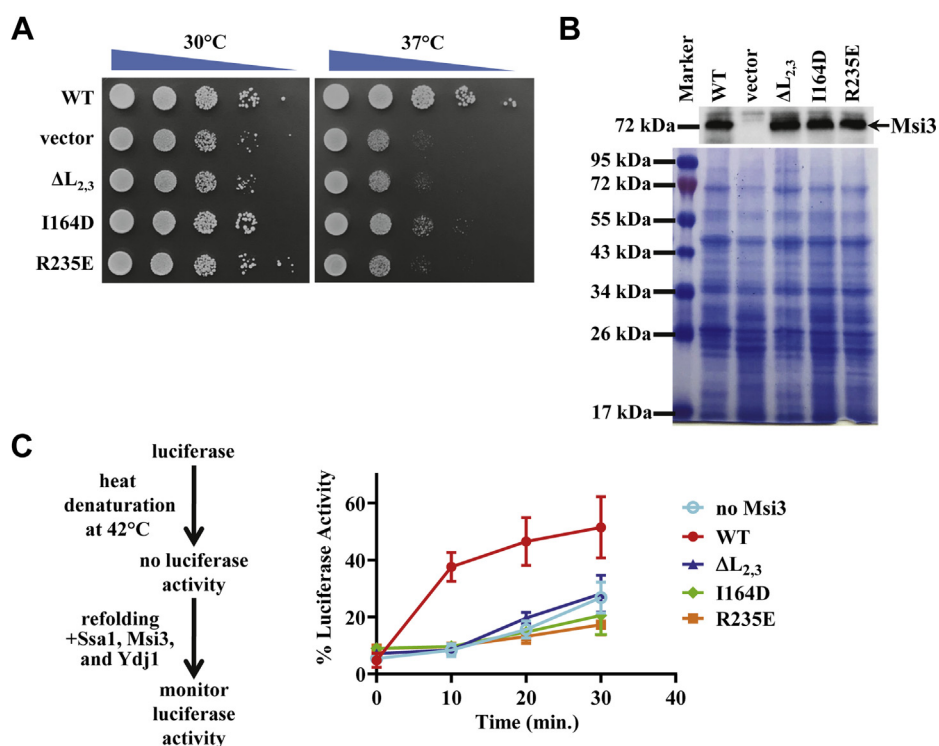 A
30°C
37°C
WT
vector
ΔL2,3
I164D
R235E
B
Marker
WT
vector
ΔL2,3
I164D
R235E
72 kDa
Msi3
95 kDa
72 kDa
55 kDa
43 kDa
34 kDa
26 kDa
17 kDa
C
luciferase
heat
denaturation
at 42°C
no luciferase
activity
refolding
+Ssa1, Msi3,
and Ydj1
monitor
luciferase
activity
% Luciferase Activity
60
40
20
0
0
10
20
30
40
Time (min.)
no Msi3
WT
ΔL2,3
I164D
R235E